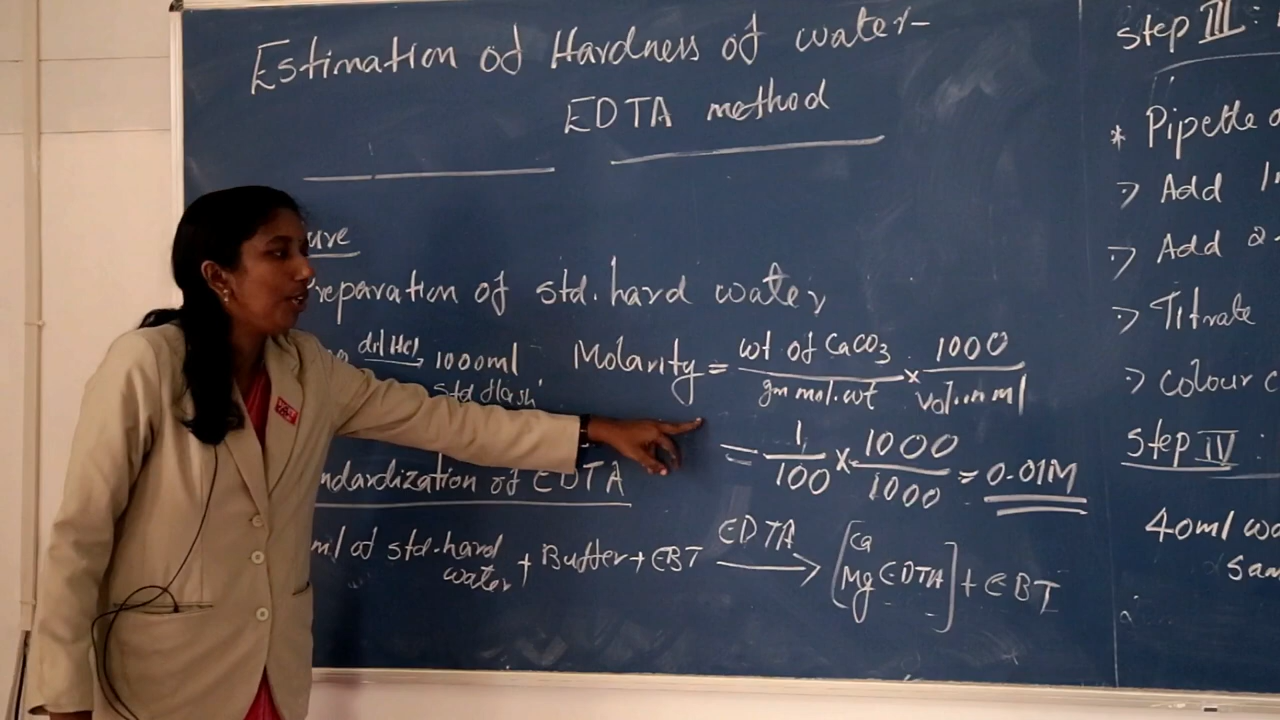 Estimation of Hardness of water-
EDTA method
ure
reparation of std. hard water
dil HCl 1000ml
std flask
Molarity = wt of CaCO3 / gm mol. wt × 1000 / vol. in ml
= 1/100 × 1000/1000 = 0.01M
ndardization of EDTA
ml of std. hard water + Buffer + EBT EDTA → [Ca Mg EDTA] + EBT
Step III :
* Pipette o
→ Add 1
→ Add 2
→ Titrate
→ colour c
Step IV :
40ml wa
sam